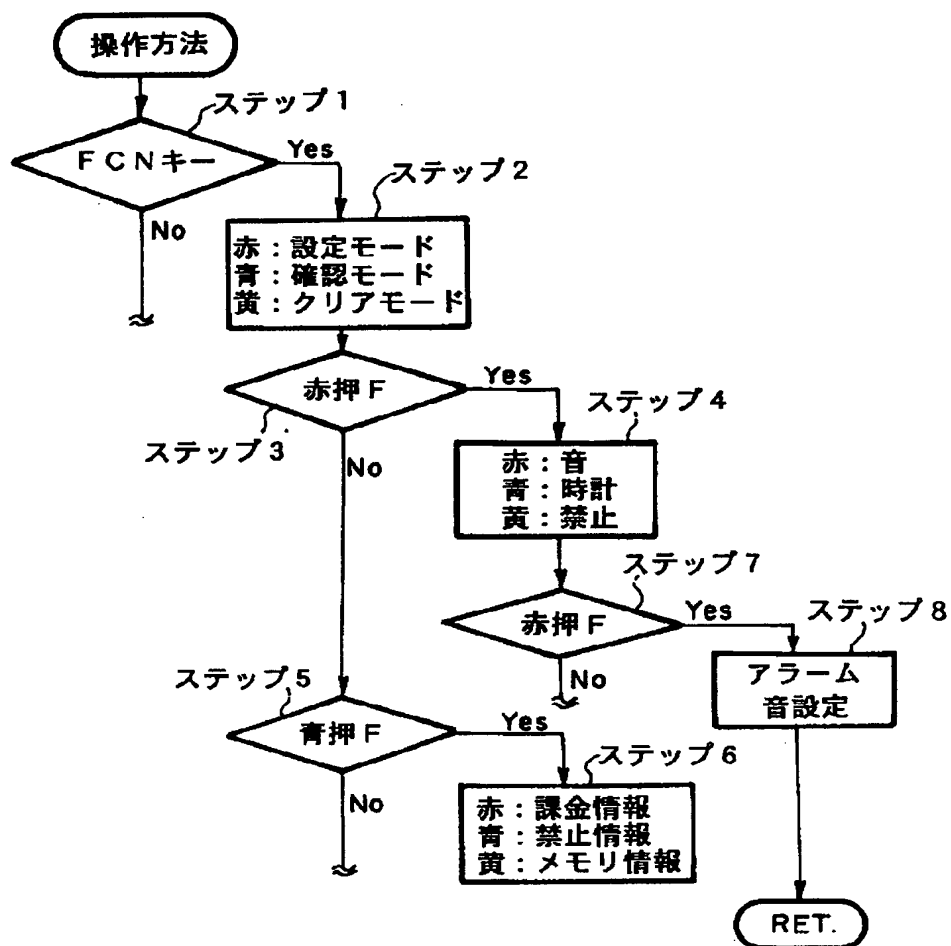 操作方法
ステップ1
FCNキー
Yes
No
ステップ2
赤:設定モード
青:確認モード
黄:クリアモード
赤押F
Yes
ステップ3
No
ステップ4
赤:音
青:時計
黄:禁止
ステップ7
赤押F
Yes
No
ステップ8
アラーム
音設定
ステップ5
青押F
Yes
No
ステップ6
赤:課金情報
青:禁止情報
黄:メモリ情報
RET.